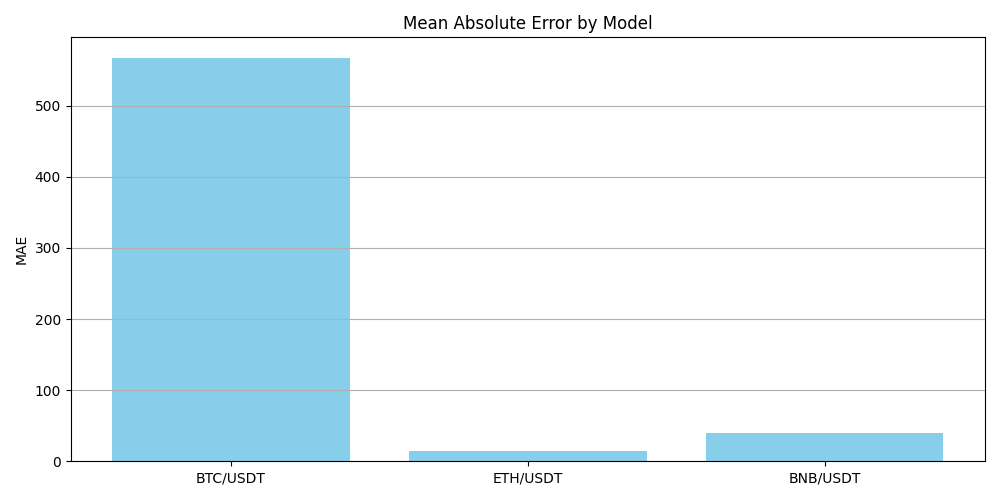 Mean Absolute Error by Model
MAE
500
400
300
200
100
0
BTC/USDT
ETH/USDT
BNB/USDT